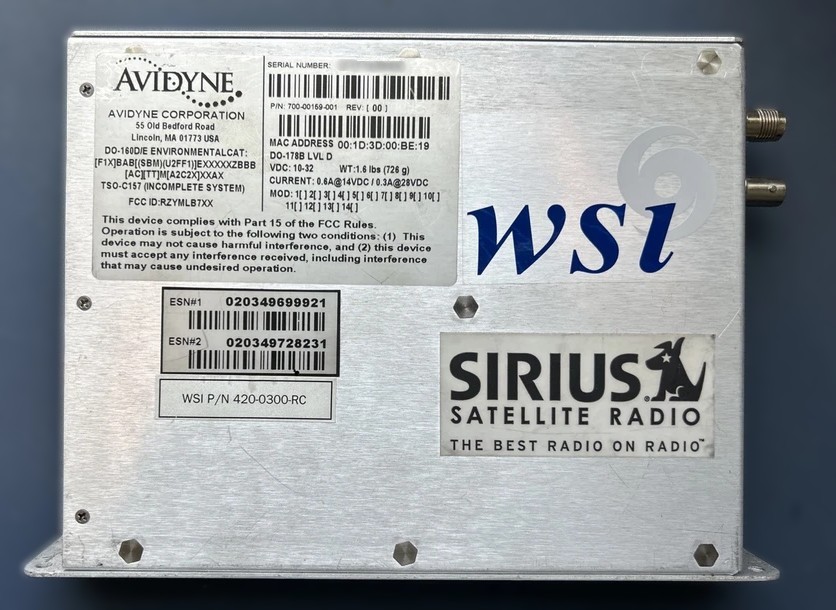 AVIDYNE
AVIDYNE CORPORATION
55 Old Bedford Road
Lincoln, MA 01773 USA
DO-160D/E ENVIRONMENTALCAT:
[F1X]BAB[(SBM)(U2FF1)]EXXXXXZBBB
[AC][TT]M[A2C2X]XXAX
TSO-C157 (INCOMPLETE SYSTEM)
FCC ID:RZYMLB7XX
SERIAL NUMBER:
P/N: 700-00159-001 REV: [ 00 ]
MAC ADDRESS 00:1D:3D:00:BE:19
DO-178B LVL D
VDC: 10-32 WT:1.6 lbs (726 g)
CURRENT: 0.6A@14VDC / 0.3A@28VDC
MOD: 1[ ] 2[ ] 3[ ] 4[ ] 5[ ] 6[ ] 7[ ] 8[ ] 9[ ] 10[ ]
11[ ] 12[ ] 13[ ] 14[ ]
This device complies with Part 15 of the FCC Rules.
Operation is subject to the following two conditions: (1) This
device may not cause harmful interference, and (2) this device
must accept any interference received, including interference
that may cause undesired operation.
wsi
ESN#1 020349699921
ESN#2 020349728231
WSI P/N 420-0300-RC
SIRIUS
SATELLITE RADIO
THE BEST RADIO ON RADIO™